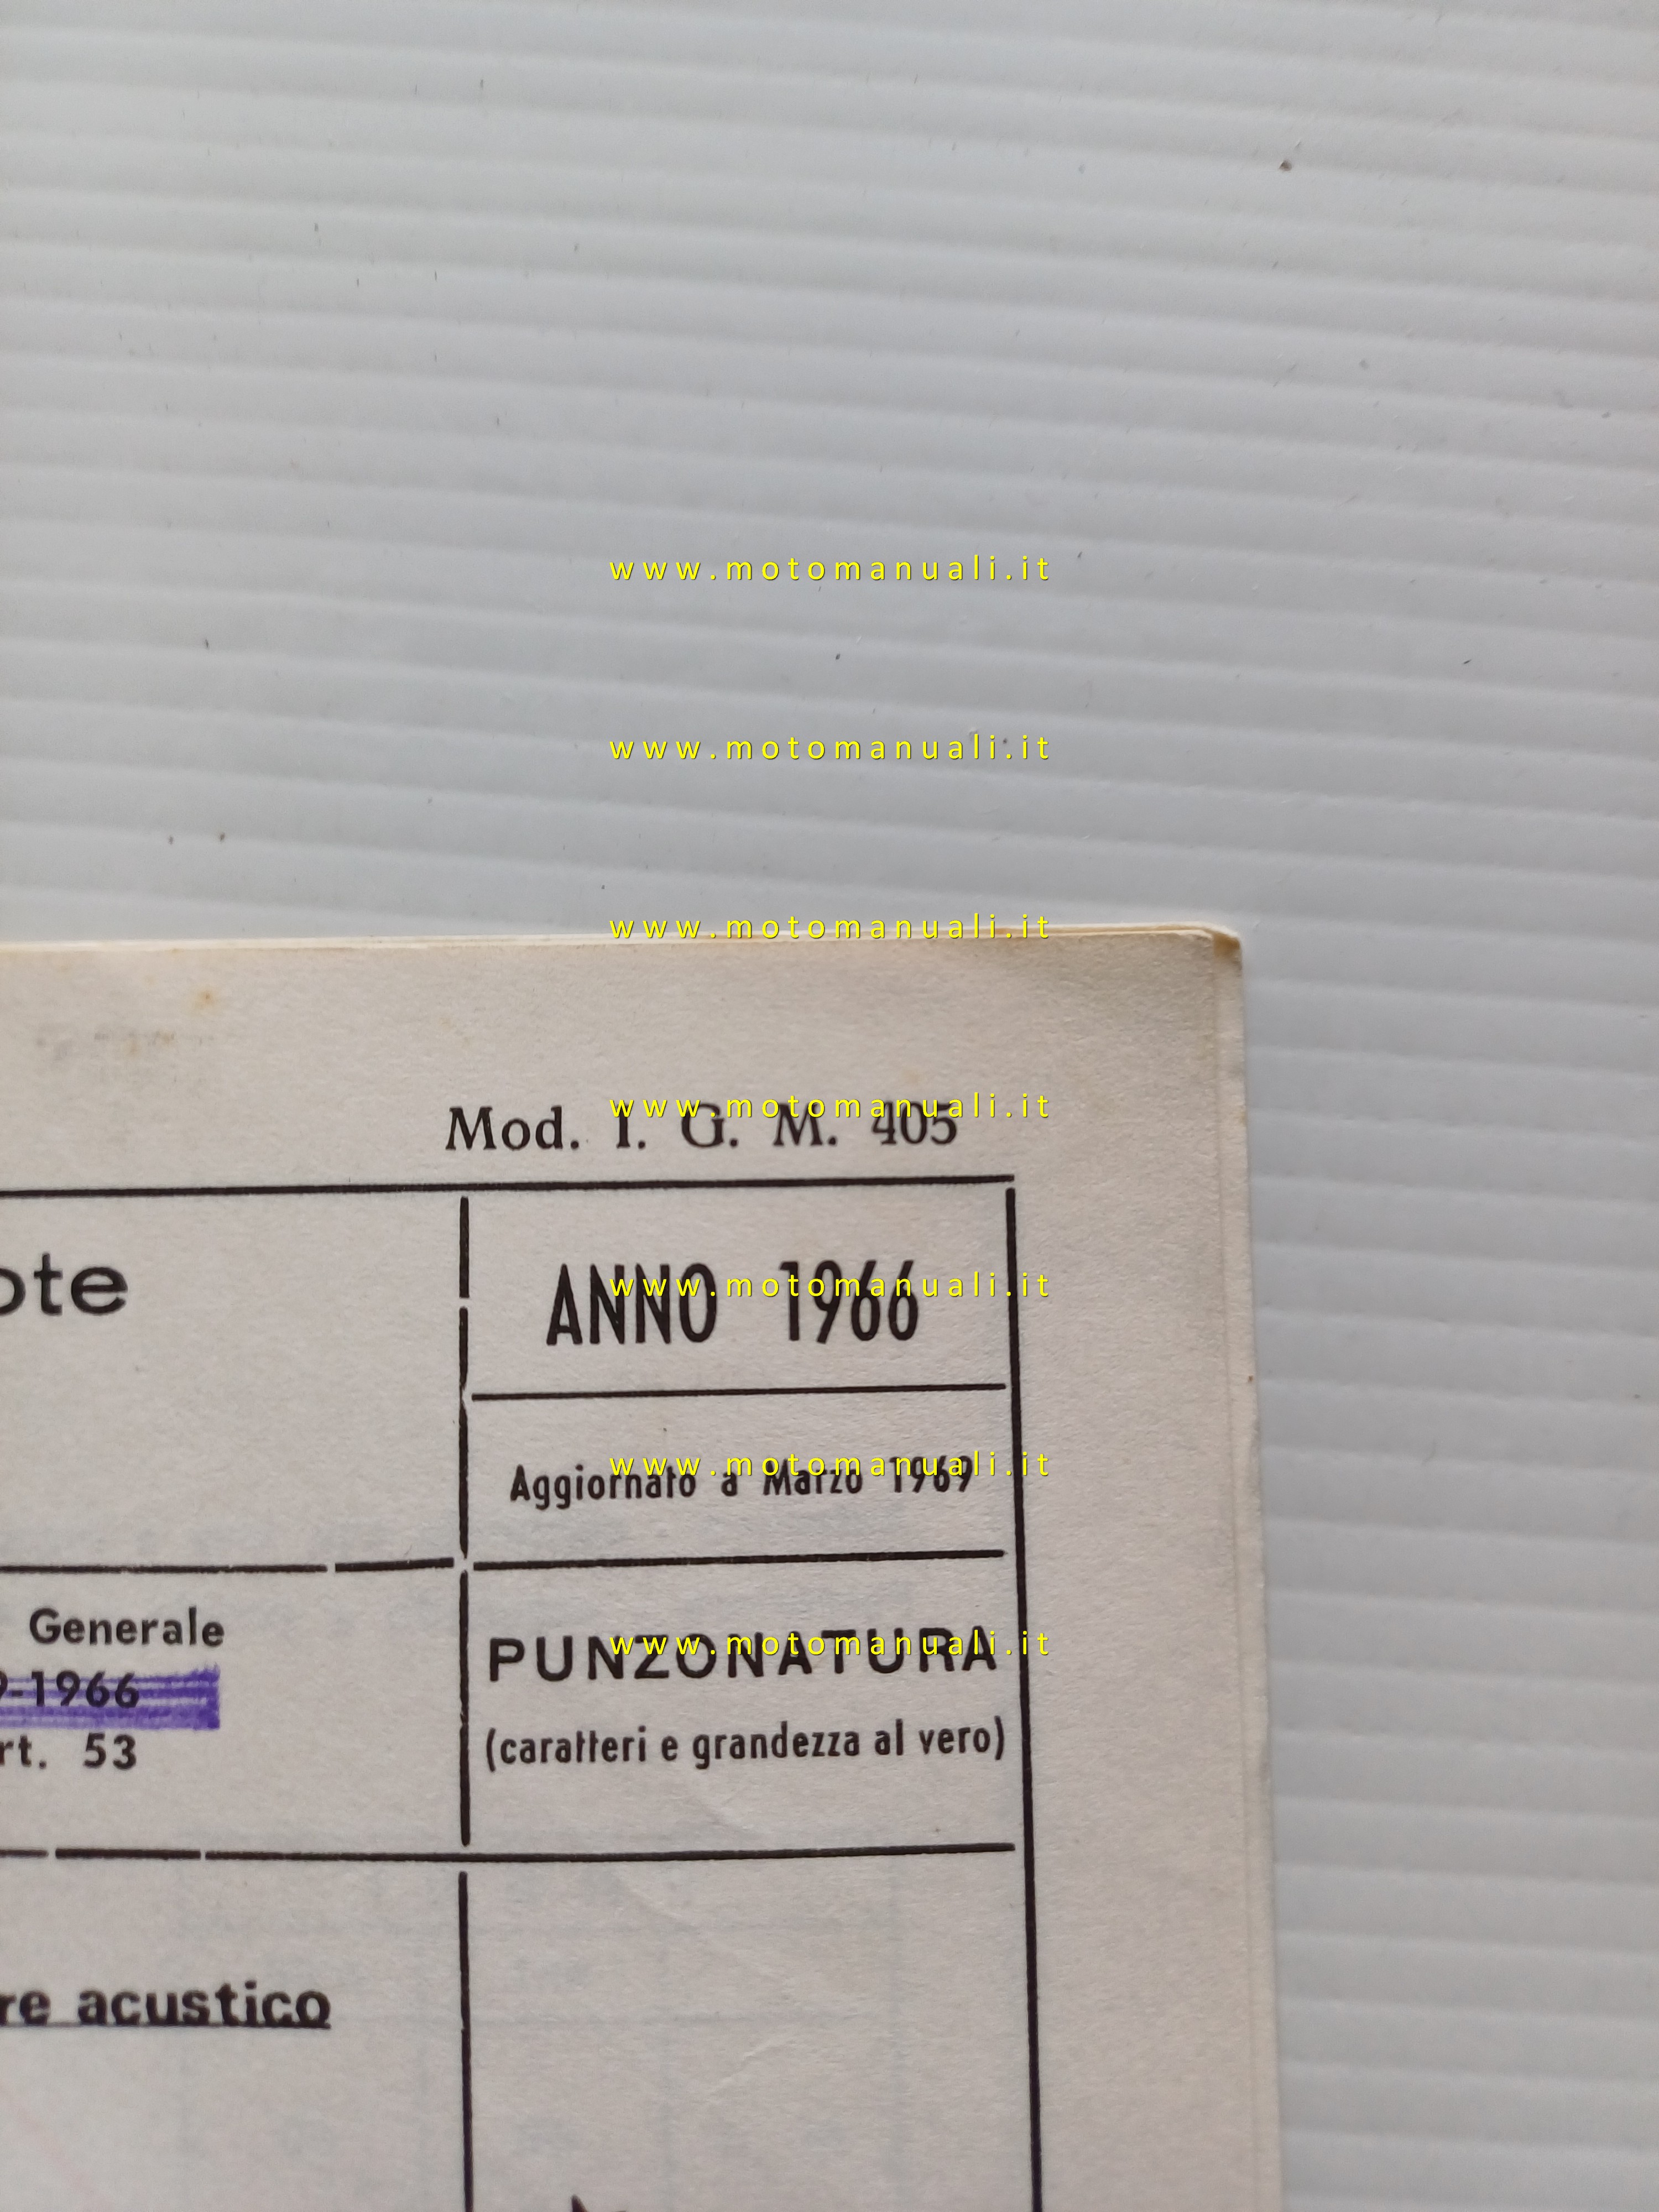 www.motomanuali.it
www.motomanuali.it
www.motomanuali.it
www.motomanuali.it
Mod. I. G. M. 405
www.motomanuali.it
ANNO 1966
www.motomanuali.it
Aggiornato a Marzo 1969
Generale
www.motomanuali.it
PUNZONATURA
-1966
(caratteri e grandezza al vero)
rt. 53
re acustico